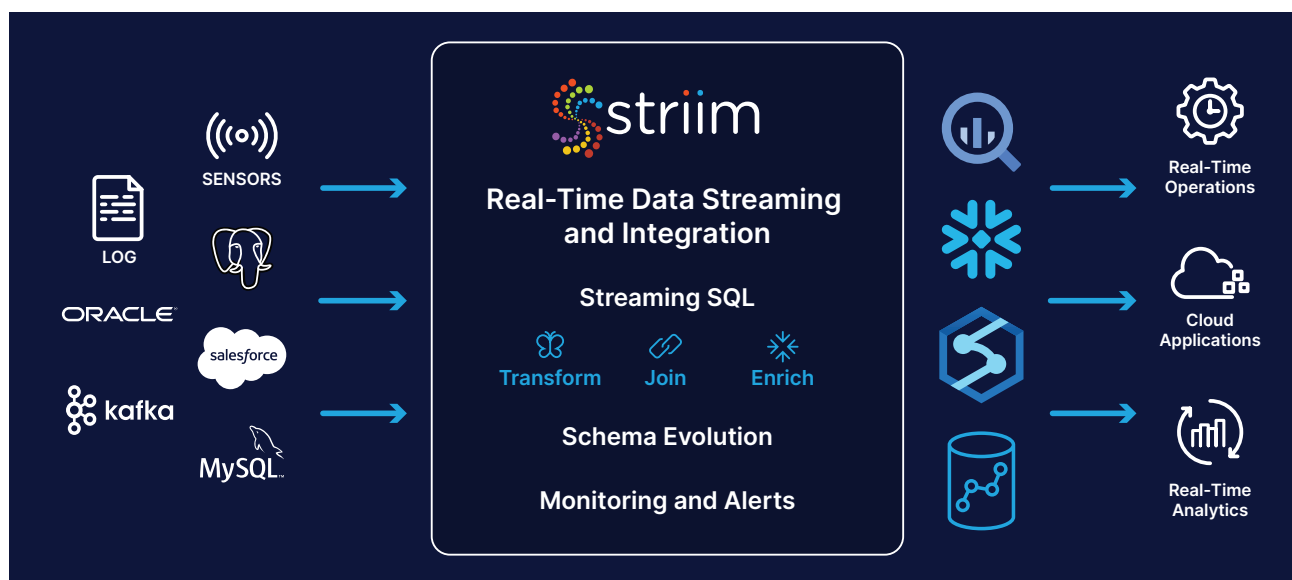 SENSORS
LOG
ORACLE
salesforce
kafka
MySQL™
striim
Real-Time Data Streaming
and Integration
Streaming SQL
Transform
Join
Enrich
Schema Evolution
Monitoring and Alerts
Real-Time
Operations
Cloud
Applications
Real-Time
Analytics